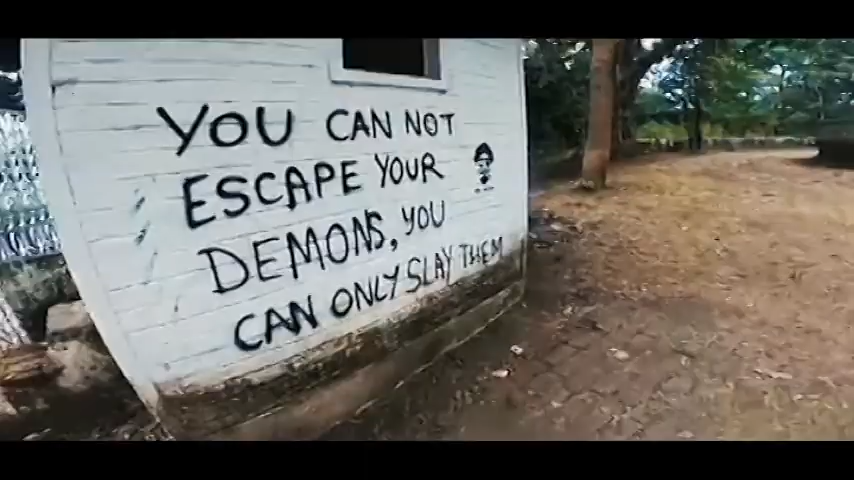 YOU CAN NOT
ESCAPE YOUR
DEMONS, YOU
CAN ONLY SLAY THEM